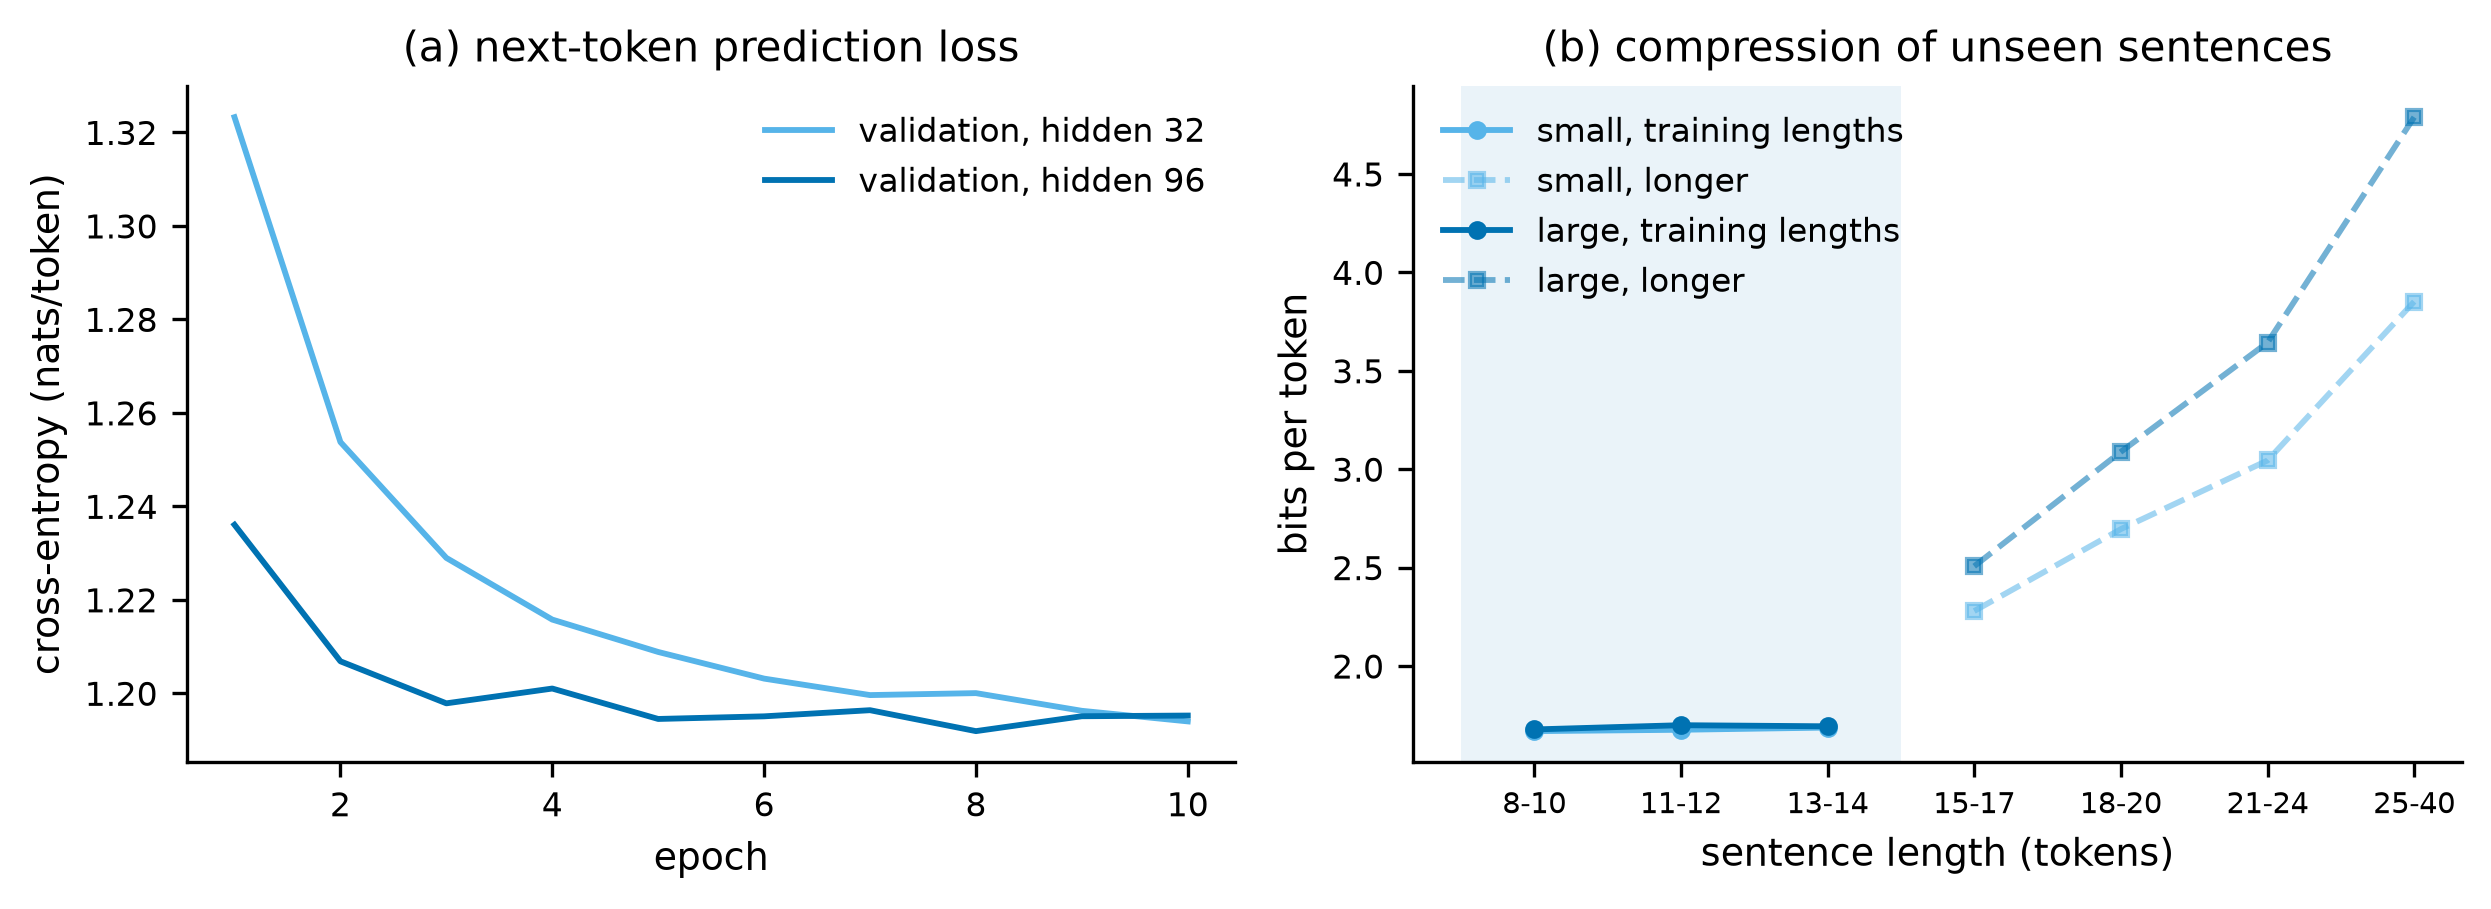 (a) next-token prediction loss
cross-entropy (nats/token)
1.32
1.30
1.28
1.26
1.24
1.22
1.20
validation, hidden 32
validation, hidden 96
2 4 6 8 10
epoch
(b) compression of unseen sentences
bits per token
4.5
4.0
3.5
3.0
2.5
2.0
small, training lengths
small, longer
large, training lengths
large, longer
8-10 11-12 13-14 15-17 18-20 21-24 25-40
sentence length (tokens)